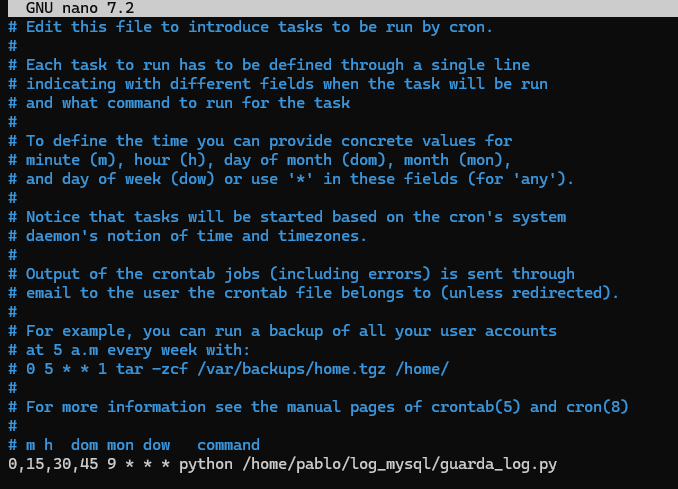 GNU nano 7.2
# Edit this file to introduce tasks to be run by cron.
#
# Each task to run has to be defined through a single line
# indicating with different fields when the task will be run
# and what command to run for the task
#
# To define the time you can provide concrete values for
# minute (m), hour (h), day of month (dom), month (mon),
# and day of week (dow) or use '*' in these fields (for 'any').
#
# Notice that tasks will be started based on the cron's system
# daemon's notion of time and timezones.
#
# Output of the crontab jobs (including errors) is sent through
# email to the user the crontab file belongs to (unless redirected).
#
# For example, you can run a backup of all your user accounts
# at 5 a.m every week with:
# 0 5 * * 1 tar -zcf /var/backups/home.tgz /home/
#
# For more information see the manual pages of crontab(5) and cron(8)
#
# m h  dom mon dow   command
0,15,30,45 9 * * * python /home/pablo/log_mysql/guarda_log.py